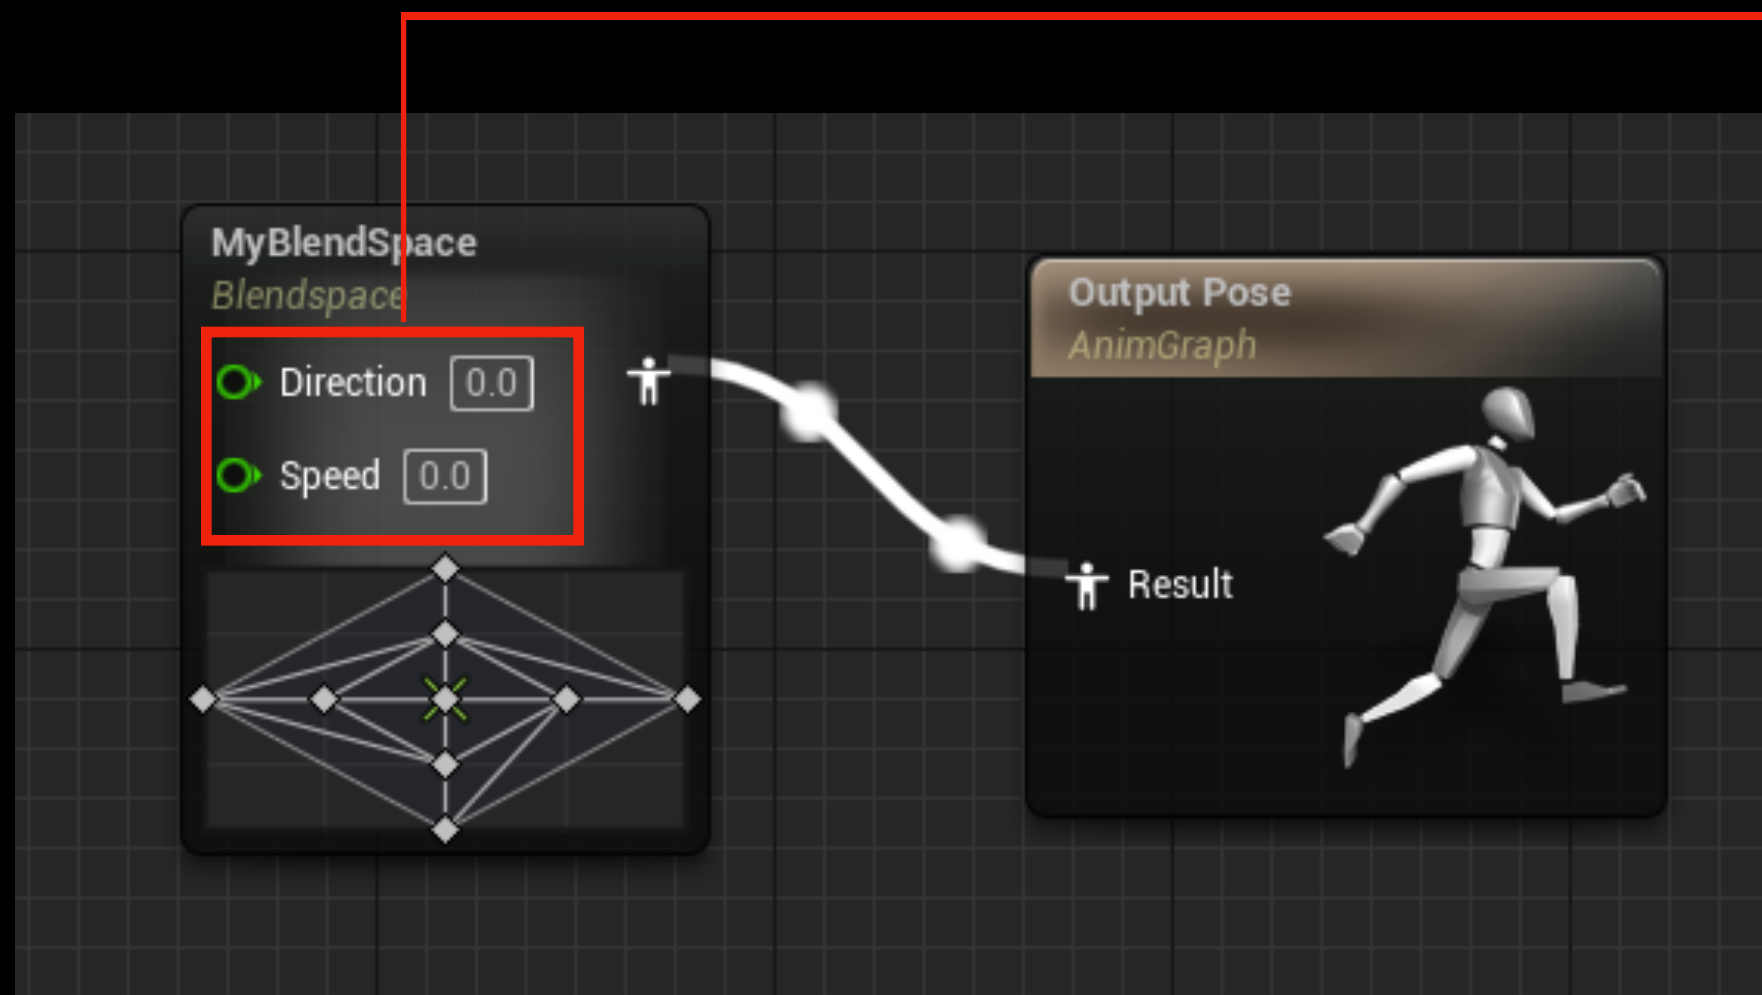 MyBlendSpace
Blendspace
Direction 0.0
Speed 0.0
Output Pose
AnimGraph
Result